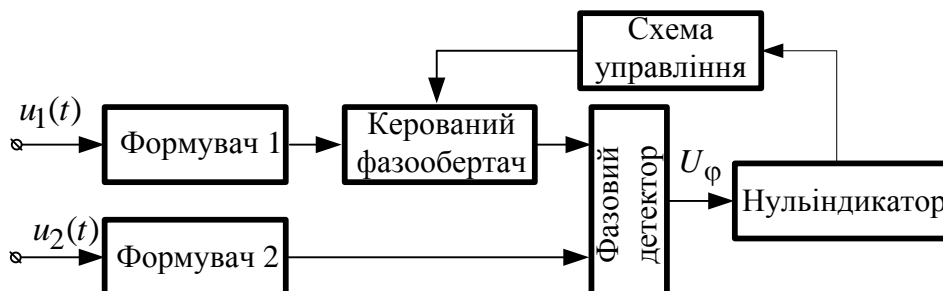 Схема
управління
u1(t)
Формувач 1
Керований
фазообертач
Фазовий
детектор
Uφ
Нульіндикатор
u2(t)
Формувач 2